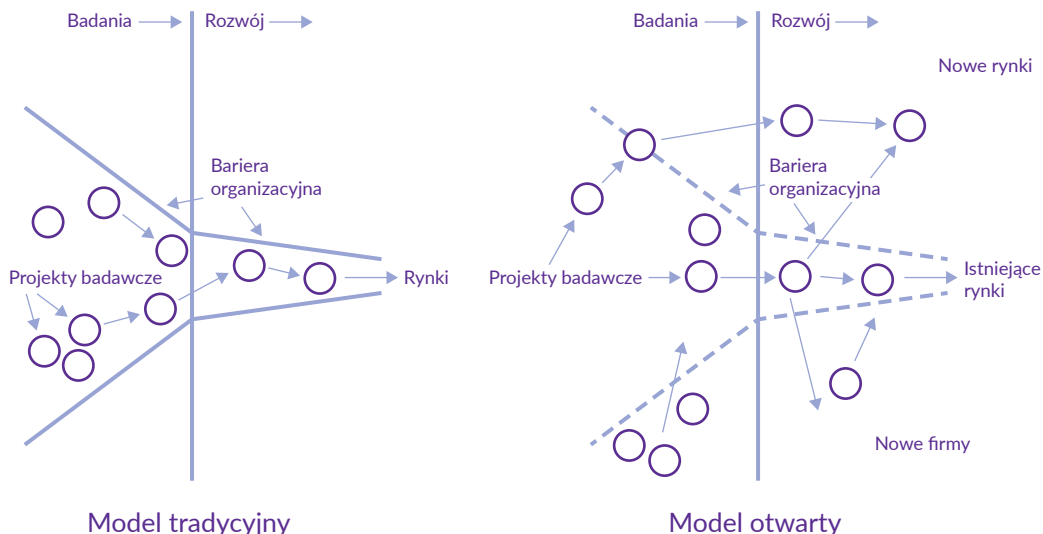 Badania
Rozwój
Bariera
organizacyjna
Projekty badawcze
Rynki
Model tradycyjny
Badania
Rozwój
Nowe rynki
Bariera
organizacyjna
Projekty badawcze
Istniejące
rynki
Nowe firmy
Model otwarty